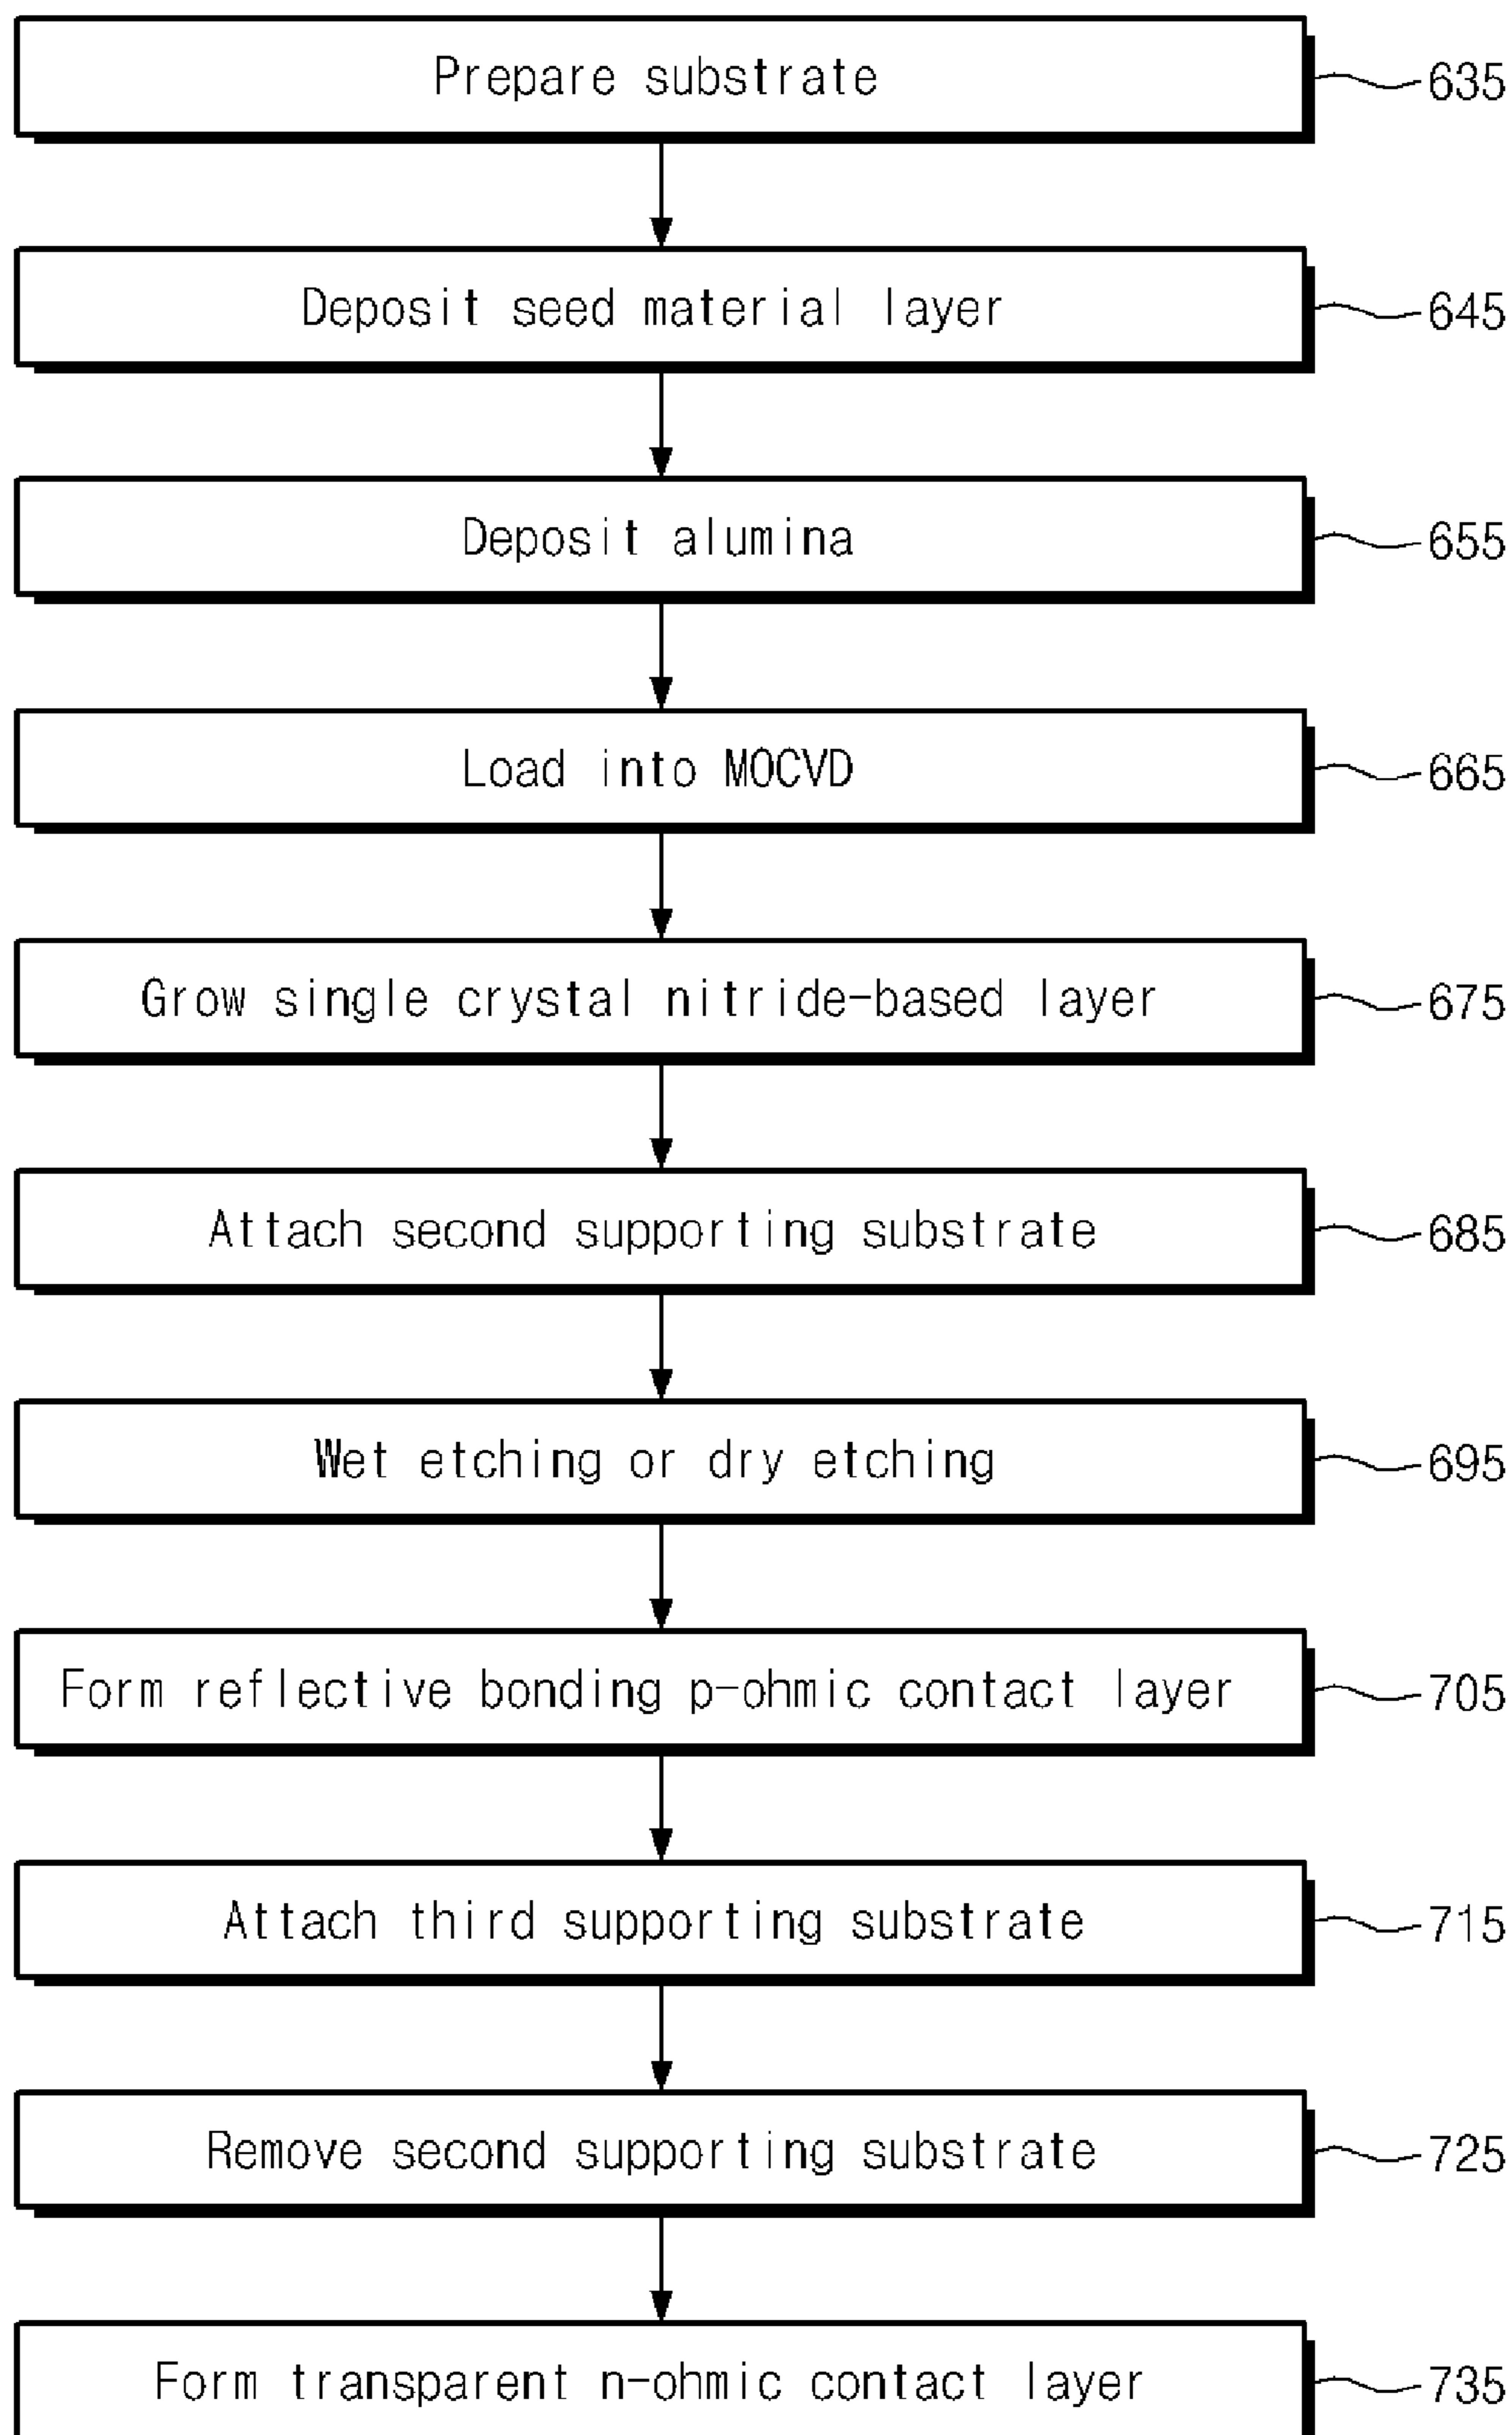 Prepare substrate
635
Deposit seed material layer
645
Deposit alumina
655
Load into MOCVD
665
Grow single crystal nitride-based layer
675
Attach second supporting substrate
685
Wet etching or dry etching
695
Form reflective bonding p-ohmic contact layer
705
Attach third supporting substrate
715
Remove second supporting substrate
725
Form transparent n-ohmic contact layer
735